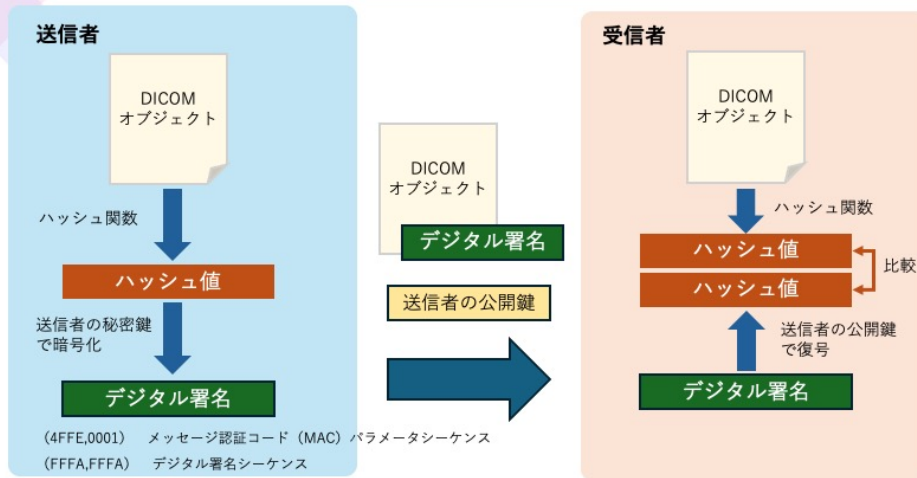 送信者
DICOM
オブジェクト
ハッシュ関数
ハッシュ値
送信者の秘密鍵
で暗号化
デジタル署名
(4FFE,0001) メッセージ認証コード（MAC）パラメータシーケンス
(FFFA,FFFA) デジタル署名シーケンス
DICOM
オブジェクト
デジタル署名
送信者の公開鍵
受信者
DICOM
オブジェクト
ハッシュ関数
ハッシュ値
ハッシュ値
比較
送信者の公開鍵
で復号
デジタル署名